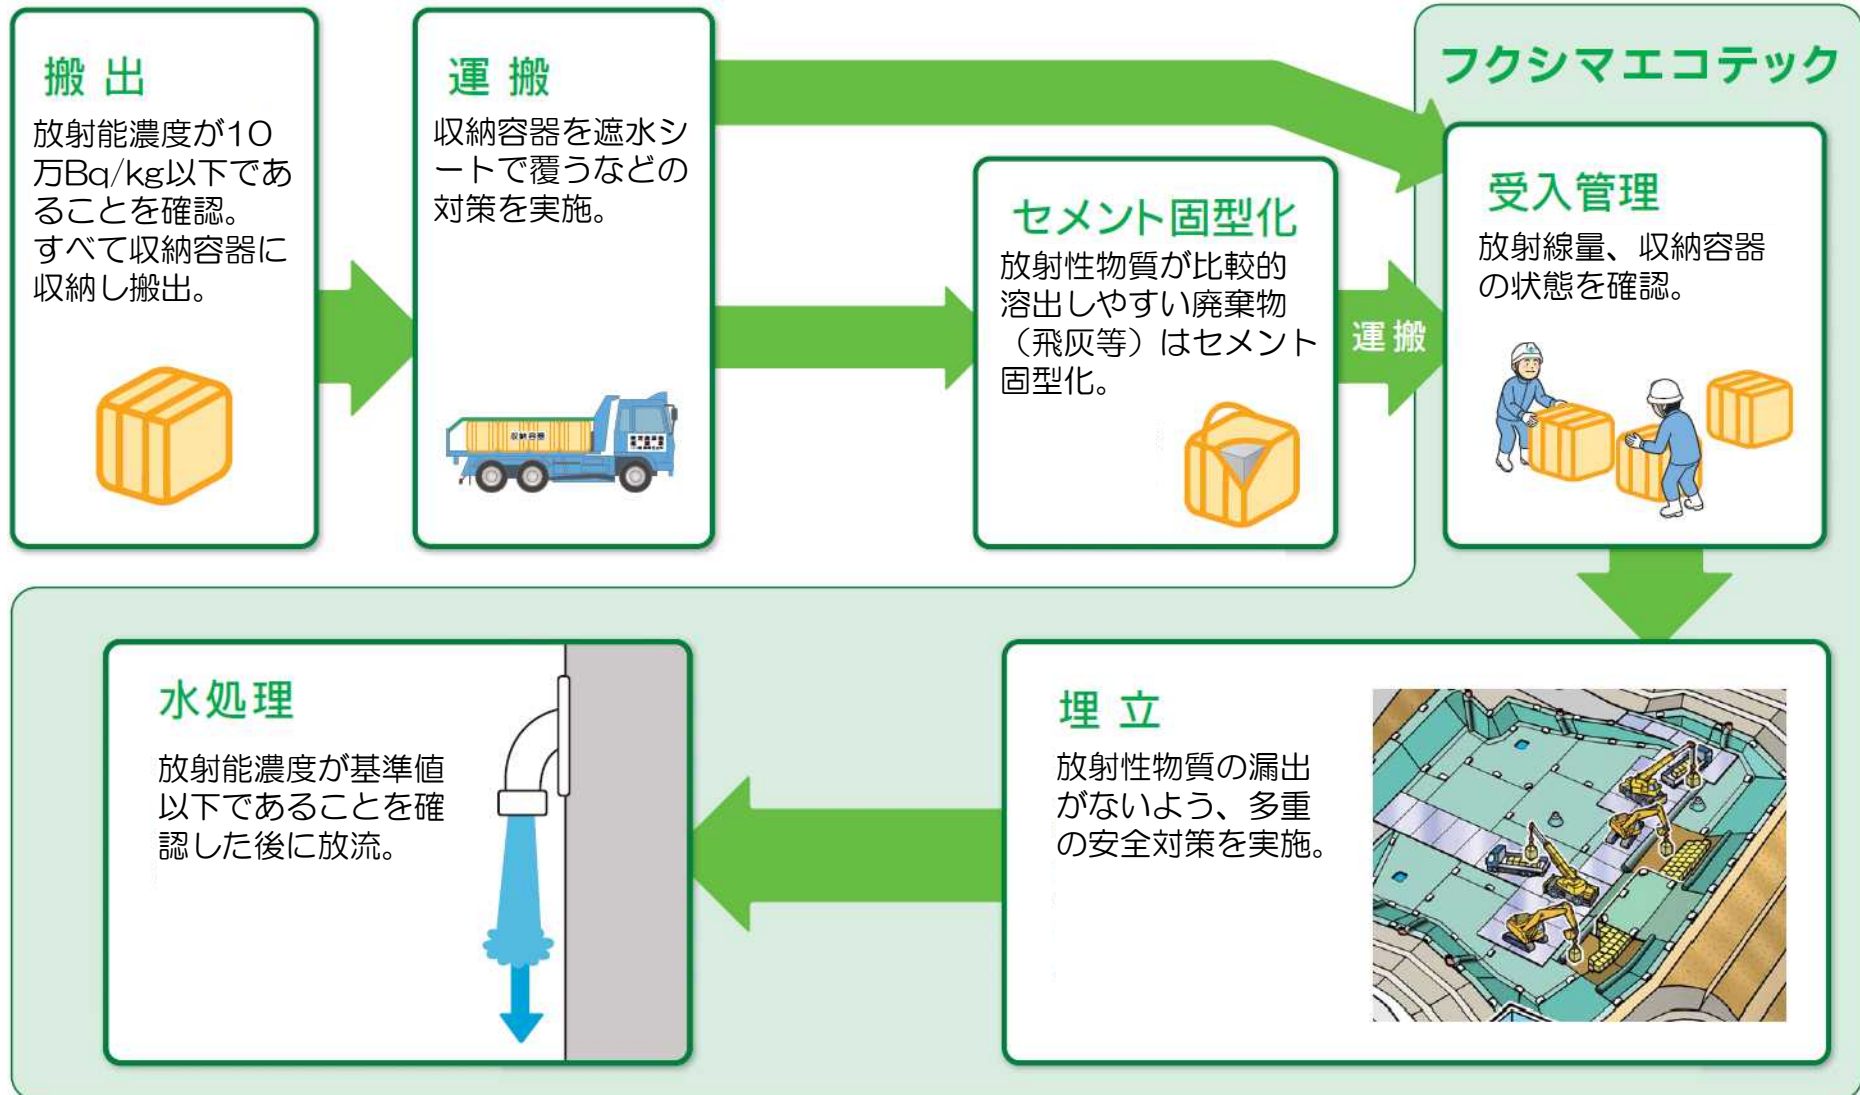 搬出
放射能濃度が10
万Bq/kg以下であ
ることを確認。
すべて収納容器に
収納し搬出。
運搬
収納容器を遮水シ
ートで覆うなどの
対策を実施。
収納容器
セメント固型化
放射性物質が比較的
溶出しやすい廃棄物
（飛灰等）はセメント
固型化。
運搬
フクシマエコテック
受入管理
放射線量、収納容器
の状態を確認。
埋立
放射性物質の漏出
がないよう、多重
の安全対策を実施。
水処理
放射能濃度が基準値
以下であることを確
認した後に放流。